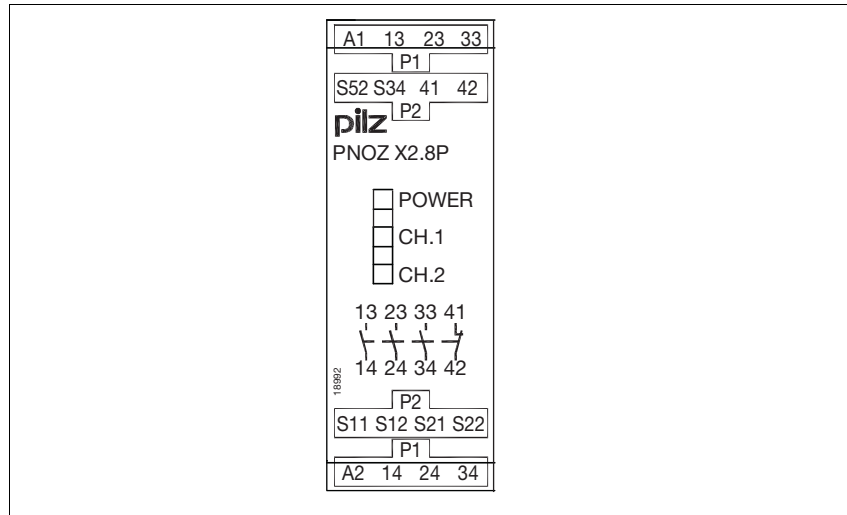 A1 13 23 33
P1
S52 S34 41 42
P2
pilz
PNOZ X2.8P
POWER
CH.1
CH.2
13 23 33 41
14 24 34 42
18992
P2
S11 S12 S21 S22
P1
A2 14 24 34